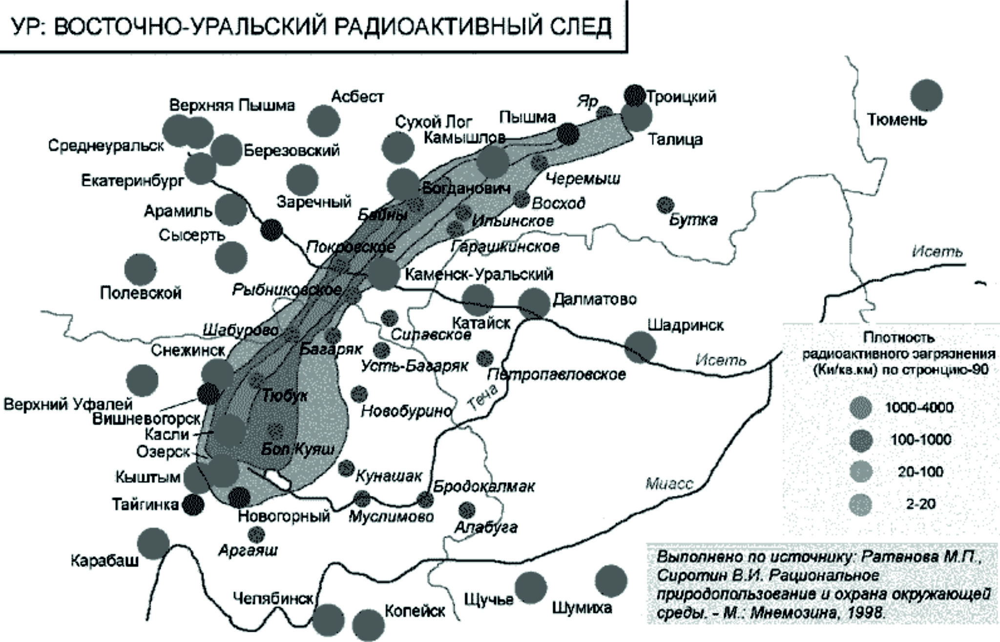 УР: ВОСТОЧНО-УРАЛЬСКИЙ РАДИОАКТИВНЫЙ СЛЕД
Асбест
Верхняя Пышма
Яр
Троицкий
Сухой Лог
Пышма
Тюмень
Камышлов
Среднеуральск
Березовский
Талица
Екатеринбург
Черемыш
Богданович
Заречный
Восход
Арамиль
Байны
Ильинское
Бутка
Сысерть
Покровское
Гарашкинское
Исеть
Каменск-Уральский
Полевской
Рыбниковское
Далматово
Катайск
Шадринск
Шабурово
Сипавское
Снежинск
Багаряк
Усть-Багаряк
Исеть
Петропавловское
Тюбук
Теча
Верхний Уфалей
Новобурино
Вишневогорск
Касли
Озерск
Бол.Куяш
Кыштым
Кунашак
Бродокалмак
Миасс
Тайгинка
Новогорный
Муслимово
Алабуга
Аргаяш
Карабаш
Челябинск
Копейск
Щучье
Шумиха
Плотность
радиоактивного загрязнения
(Ки/кв.км) по стронцию-90
1000-4000
100-1000
20-100
2-20
Выполнено по источнику: Ратанова М.П.,
Сиротин В.И. Рациональное
природопользование и охрана окружающей
среды. - М.: Мнемозина, 1998.